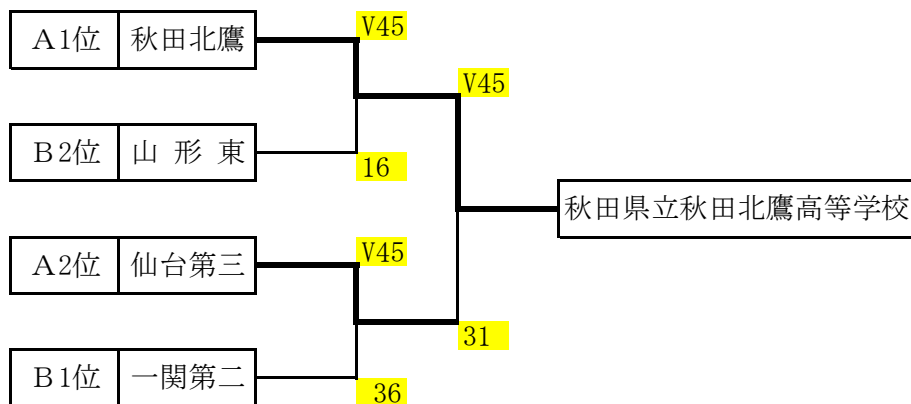 A1位 秋田北鷹
V45
V45
B2位 山 形 東
16
秋田県立秋田北鷹高等学校
A2位 仙台第三
V45
31
B1位 一関第二
36